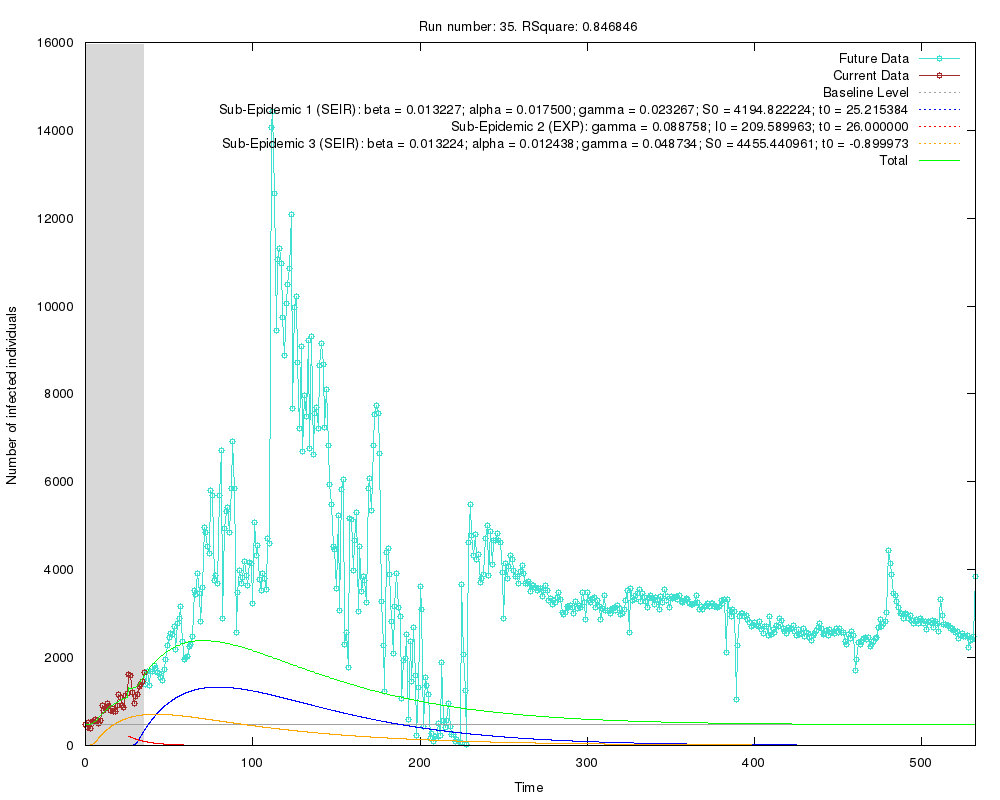 Run number: 35. RSquare: 0.846846
Number of infected individuals
16000
14000
12000
10000
8000
6000
4000
2000
0
Future Data
Current Data
Baseline Level
Sub-Epidemic 1 (SEIR): beta = 0.013227; alpha = 0.017500; gamma = 0.023267; S0 = 4194.822224; t0 = 25.215384
Sub-Epidemic 2 (EXP): gamma = 0.088758; I0 = 209.589963; t0 = 26.000000
Sub-Epidemic 3 (SEIR): beta = 0.013224; alpha = 0.012438; gamma = 0.048734; S0 = 4455.440961; t0 = -0.899973
Total
0 100 200 300 400 500
Time